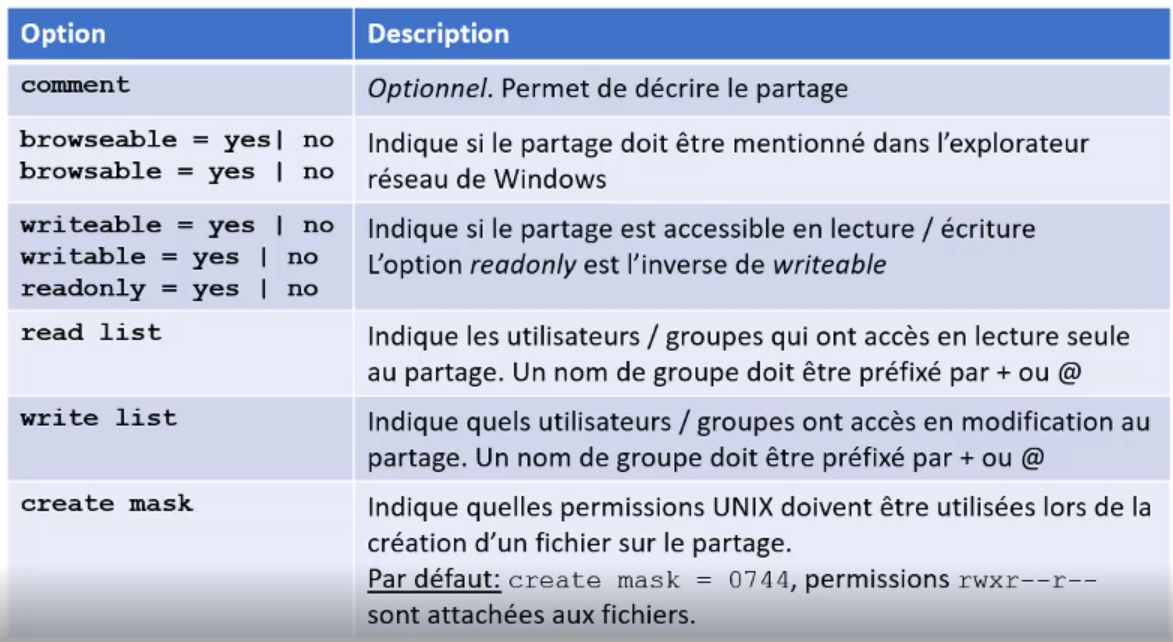 Option Description
comment Optionnel. Permet de décrire le partage
browseable = yes| no Indique si le partage doit être mentionné dans l'explorateur
browsable = yes | no réseau de Windows
writeable = yes | no Indique si le partage est accessible en lecture / écriture
writable = yes | no L'option readonly est l'inverse de writeable
readonly = yes | no
read list Indique les utilisateurs / groupes qui ont accès en lecture seule
au partage. Un nom de groupe doit être préfixé par + ou @
write list Indique quels utilisateurs / groupes ont accès en modification au
partage. Un nom de groupe doit être préfixé par + ou @
create mask Indique quelles permissions UNIX doivent être utilisées lors de la
création d'un fichier sur le partage.
Par défaut: create mask = 0744, permissions rwxr--r--
sont attachées aux fichiers.